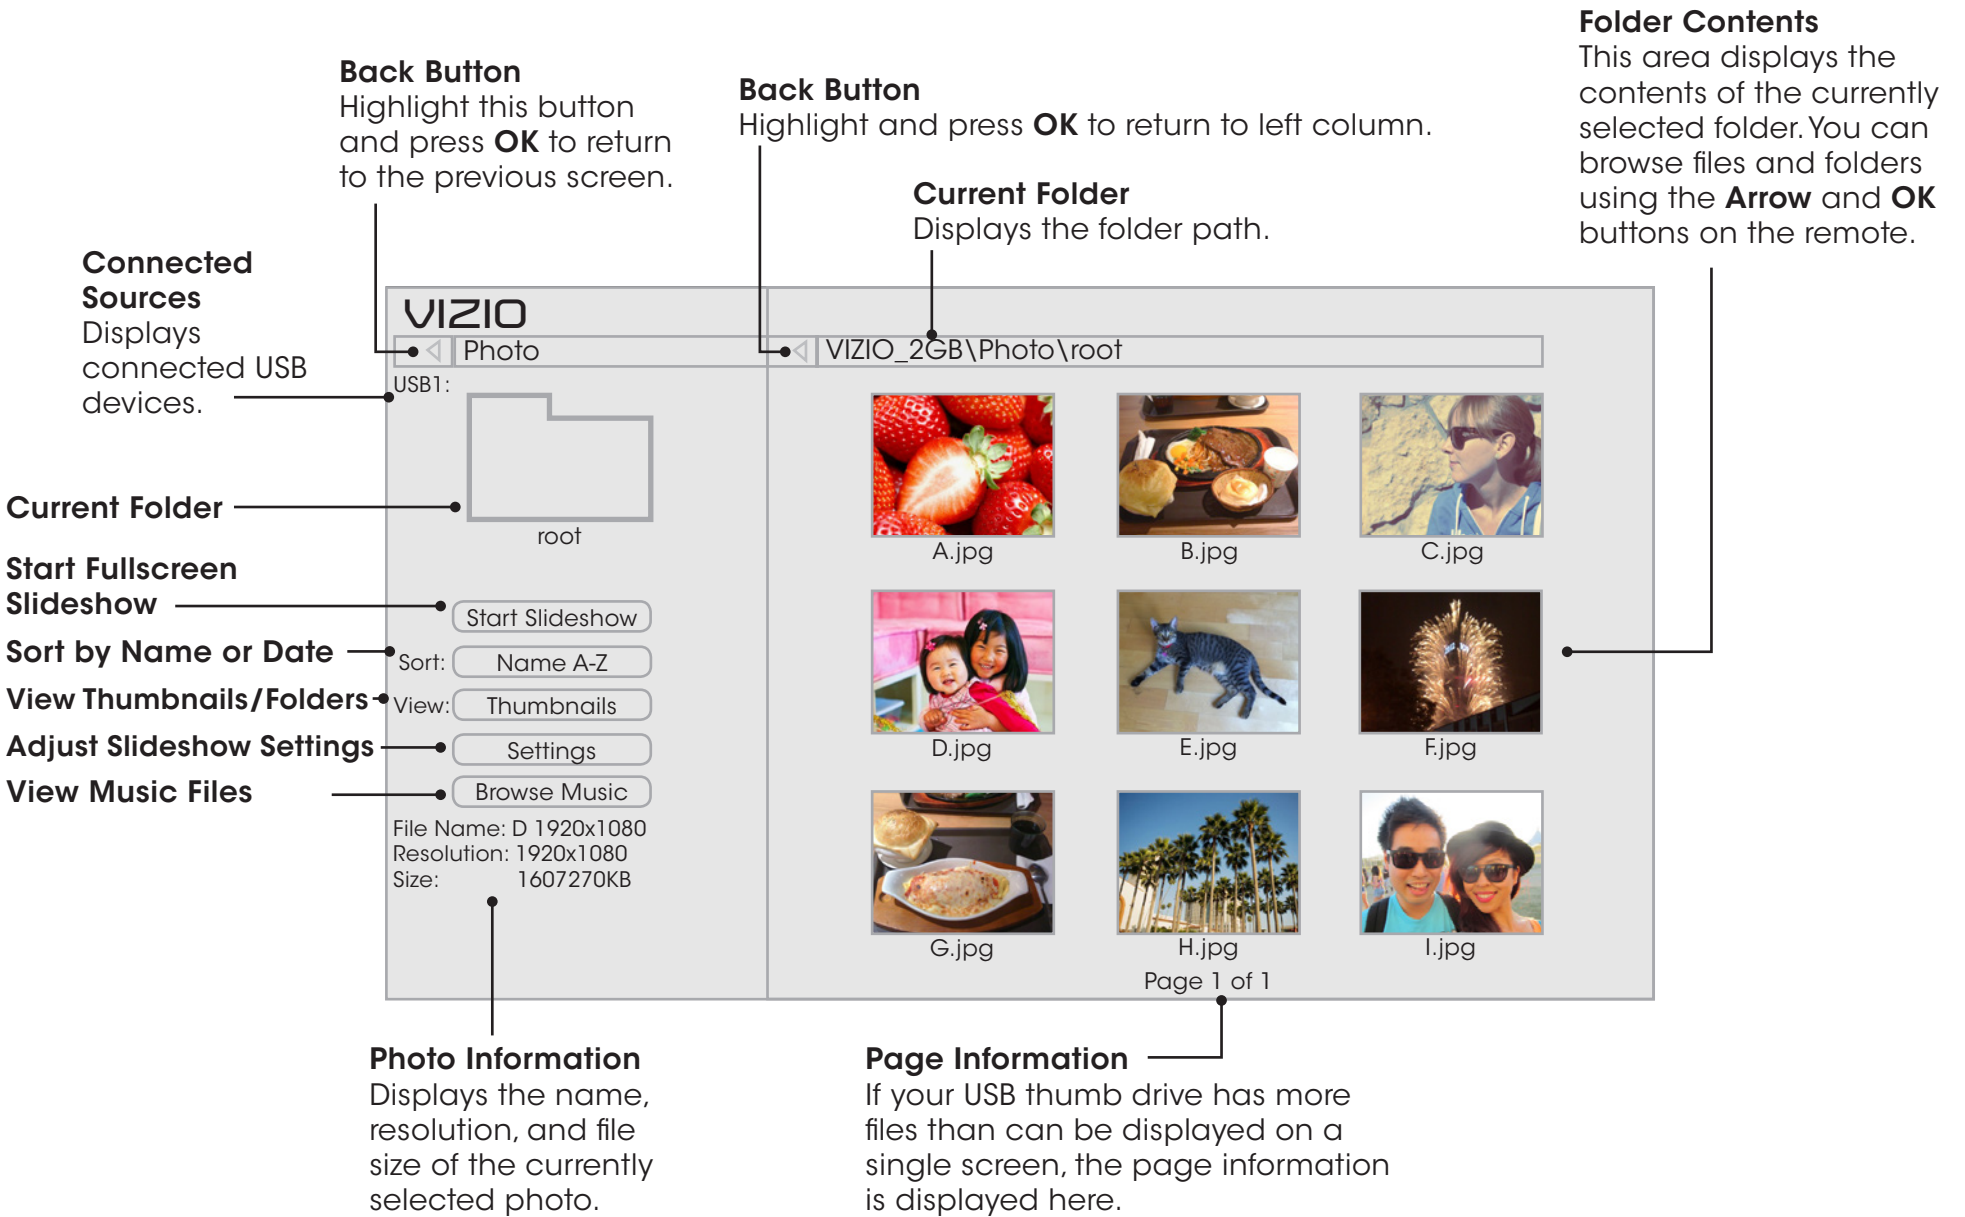 Folder Contents
This area displays the
contents of the currently
selected folder. You can
browse files and folders
using the Arrow and OK
buttons on the remote.
Back Button
Highlight this button
and press OK to return
to the previous screen.
Back Button
Highlight and press OK to return to left column.
Current Folder
Displays the folder path.
Connected
Sources
Displays
connected USB
devices.
Current Folder
Start Fullscreen
Slideshow
Sort by Name or Date
View Thumbnails/Folders
Adjust Slideshow Settings
View Music Files
VIZIO
Photo
USB1:
root
Start Slideshow
Sort: Name A-Z
View: Thumbnails
Settings
Browse Music
File Name: D 1920x1080
Resolution: 1920x1080
Size: 1607270KB
VIZIO_2GB\Photo\root
A.jpg
B.jpg
C.jpg
D.jpg
E.jpg
F.jpg
G.jpg
H.jpg
I.jpg
Page 1 of 1
Photo Information
Displays the name,
resolution, and file
size of the currently
selected photo.
Page Information
If your USB thumb drive has more
files than can be displayed on a
single screen, the page information
is displayed here.